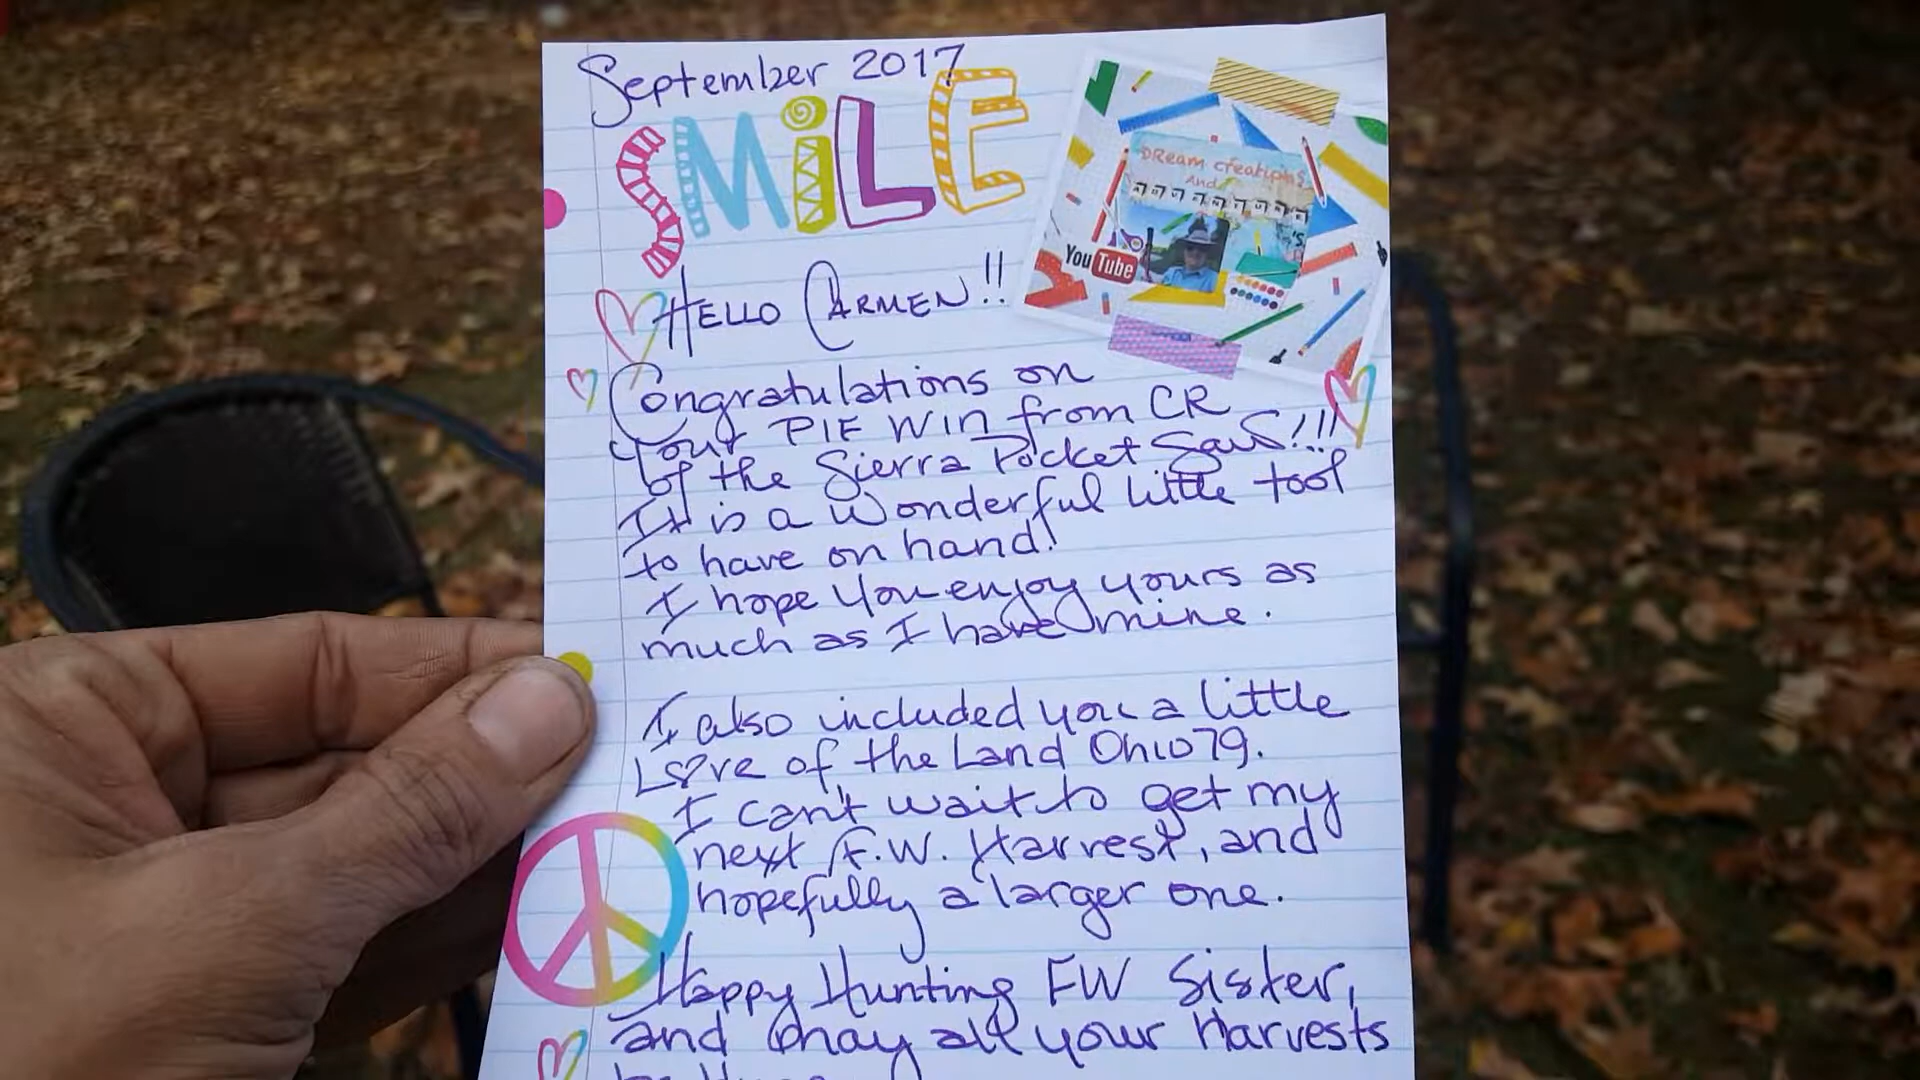 September 2017
SMiLE
DReam creations
And
'S
You Tube
HELLO CARMEN!!
Congratulations on
your PIF WIN from CR
of the Sierra Pocket Saws!!!
It is a wonderful little tool
to have on hand!
I hope you enjoy yours as
much as I have mine.
I also included you a little
Love of the Land Ohio79.
I can't wait to get my
next F.W. Harvest, and
hopefully a larger one.
Happy Hunting FW Sister,
and may all your Harvests